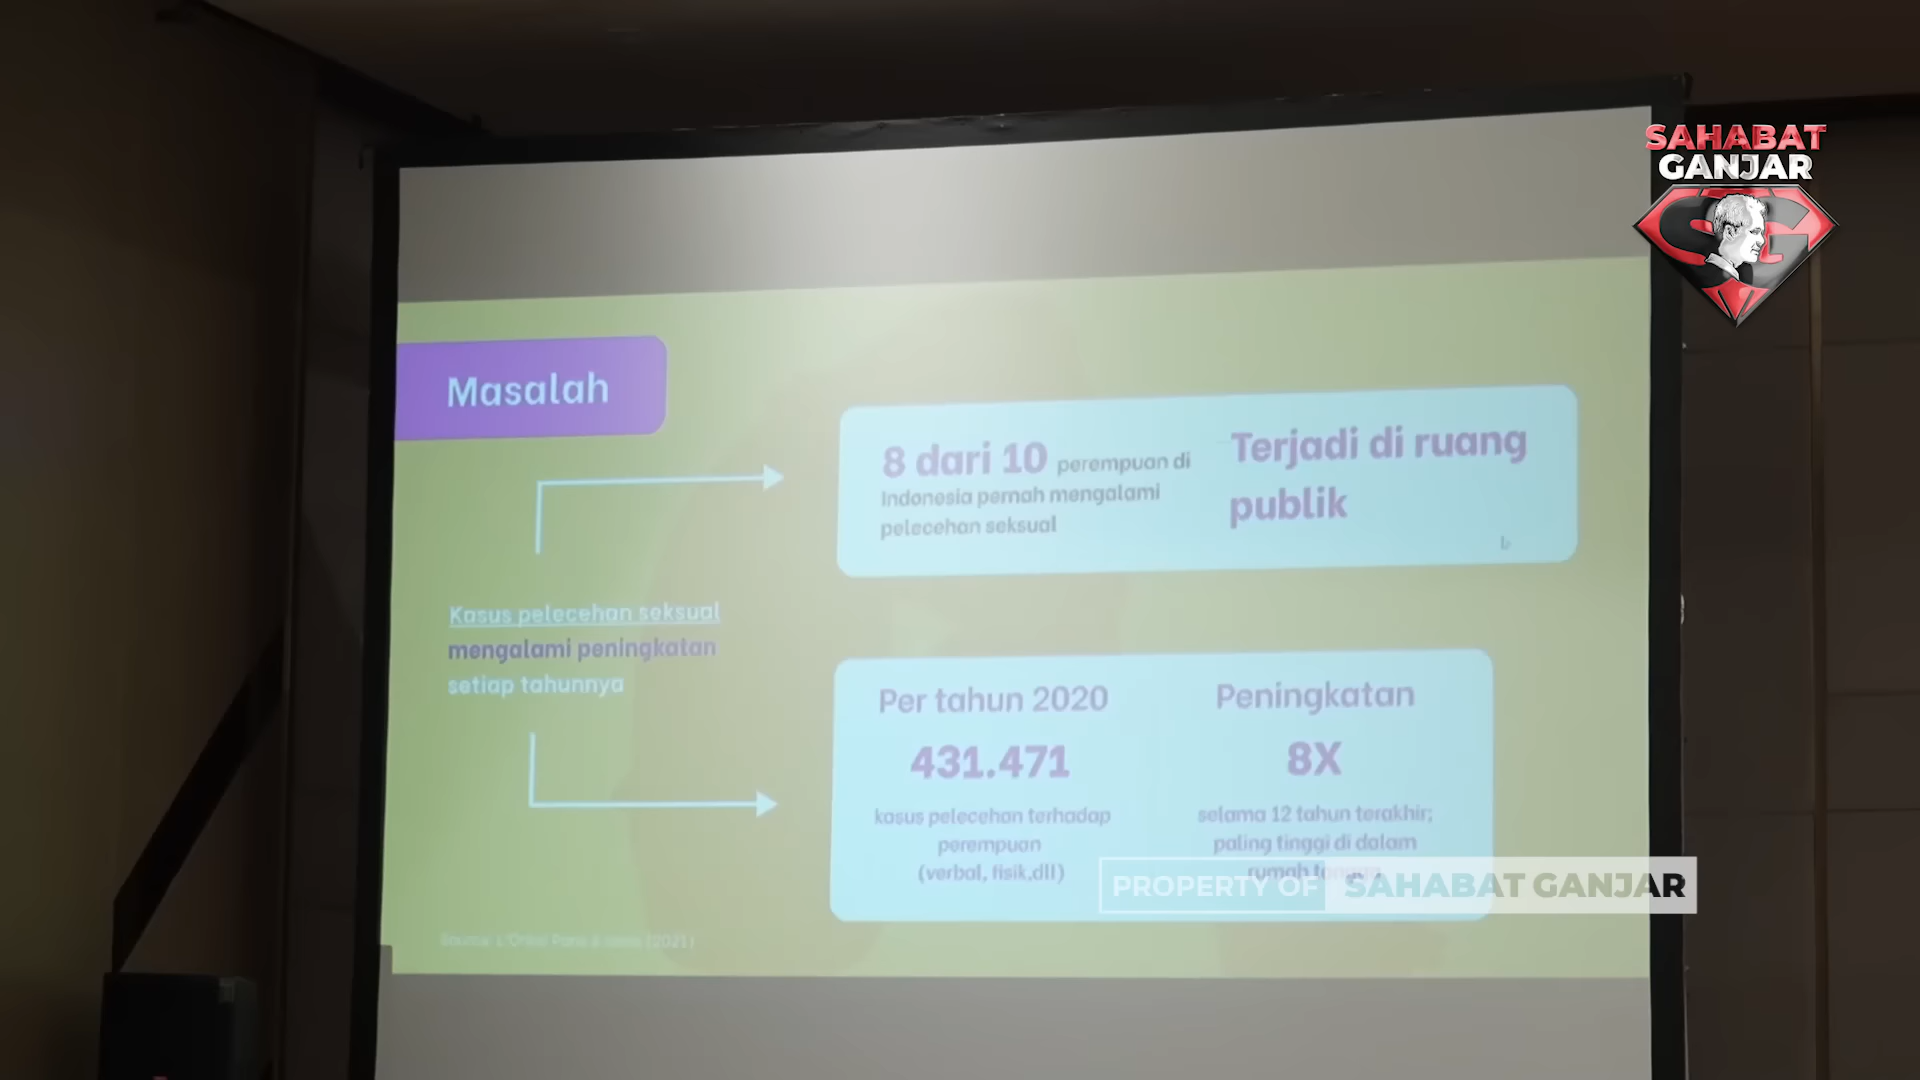 SAHABAT
GANJAR
Masalah
8 dari 10 perempuan di
Indonesia pernah mengalami
pelecehan seksual
Terjadi di ruang
publik
Kasus pelecehan seksual
mengalami peningkatan
setiap tahunnya
Per tahun 2020
431.471
kasus pelecehan terhadap
perempuan
(verbal, fisik,dll)
Peningkatan
8X
selama 12 tahun terakhir;
paling tinggi di dalam
rumah
PROPERTY OF SAHABAT GANJAR
(2021)